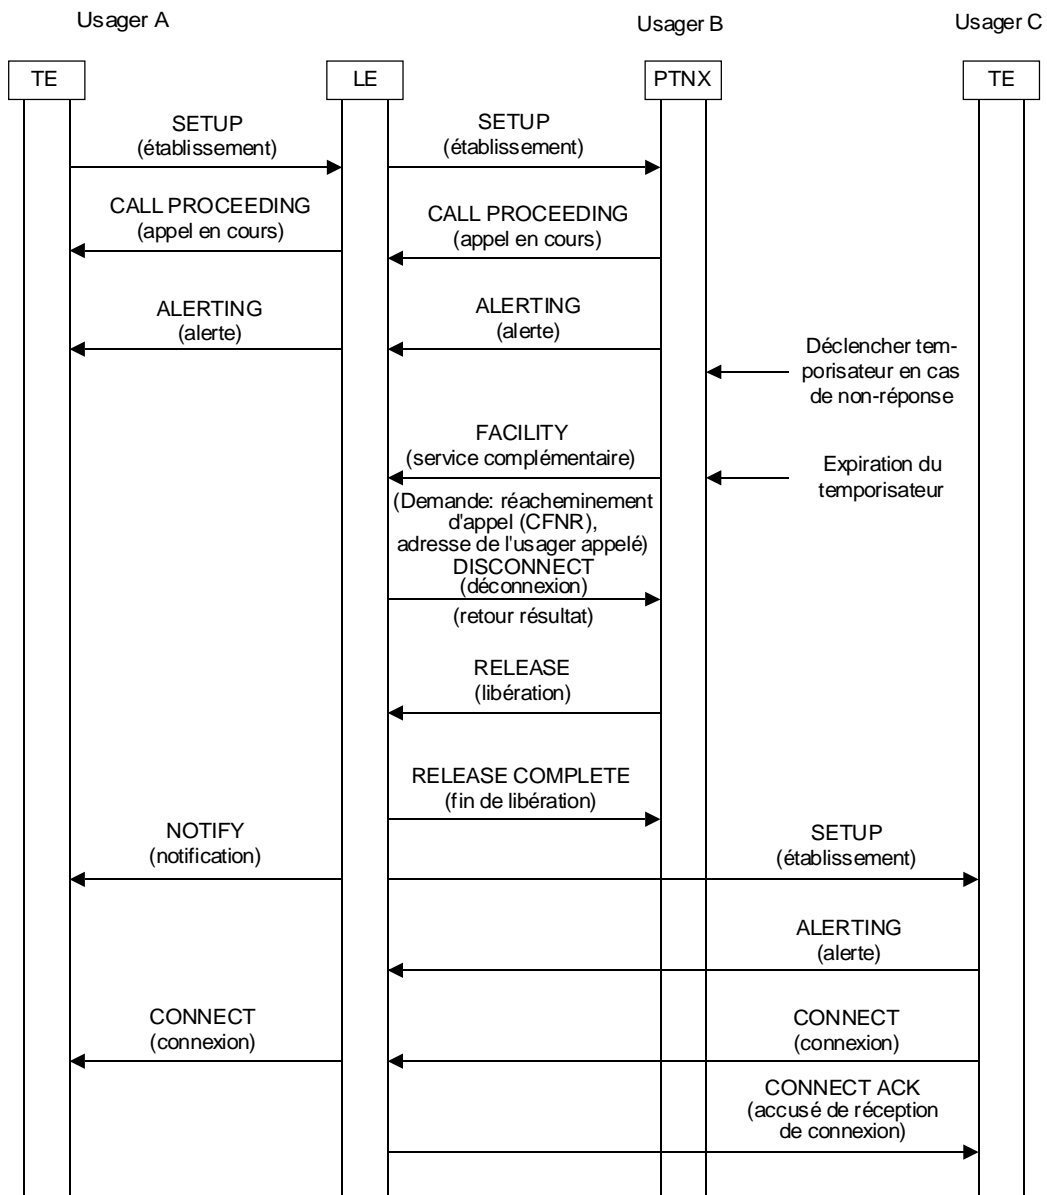 Usager A
Usager B
Usager C
TE
LE
PTNX
TE
SETUP
(établissement)
SETUP
(établissement)
CALL PROCEEDING
(appel en cours)
CALL PROCEEDING
(appel en cours)
ALERTING
(alerte)
ALERTING
(alerte)
Déclencher tem-
porisateur en cas
de non-réponse
FACILITY
(service complémentaire)
Expiration du
temporisateur
(Demande: réacheminement
d'appel (CFNR),
adresse de l'usager appelé)
DISCONNECT
(déconnexion)
(retour résultat)
RELEASE
(libération)
RELEASE COMPLETE
(fin de libération)
NOTIFY
(notification)
SETUP
(établissement)
ALERTING
(alerte)
CONNECT
(connexion)
CONNECT
(connexion)
CONNECT ACK
(accusé de réception
de connexion)